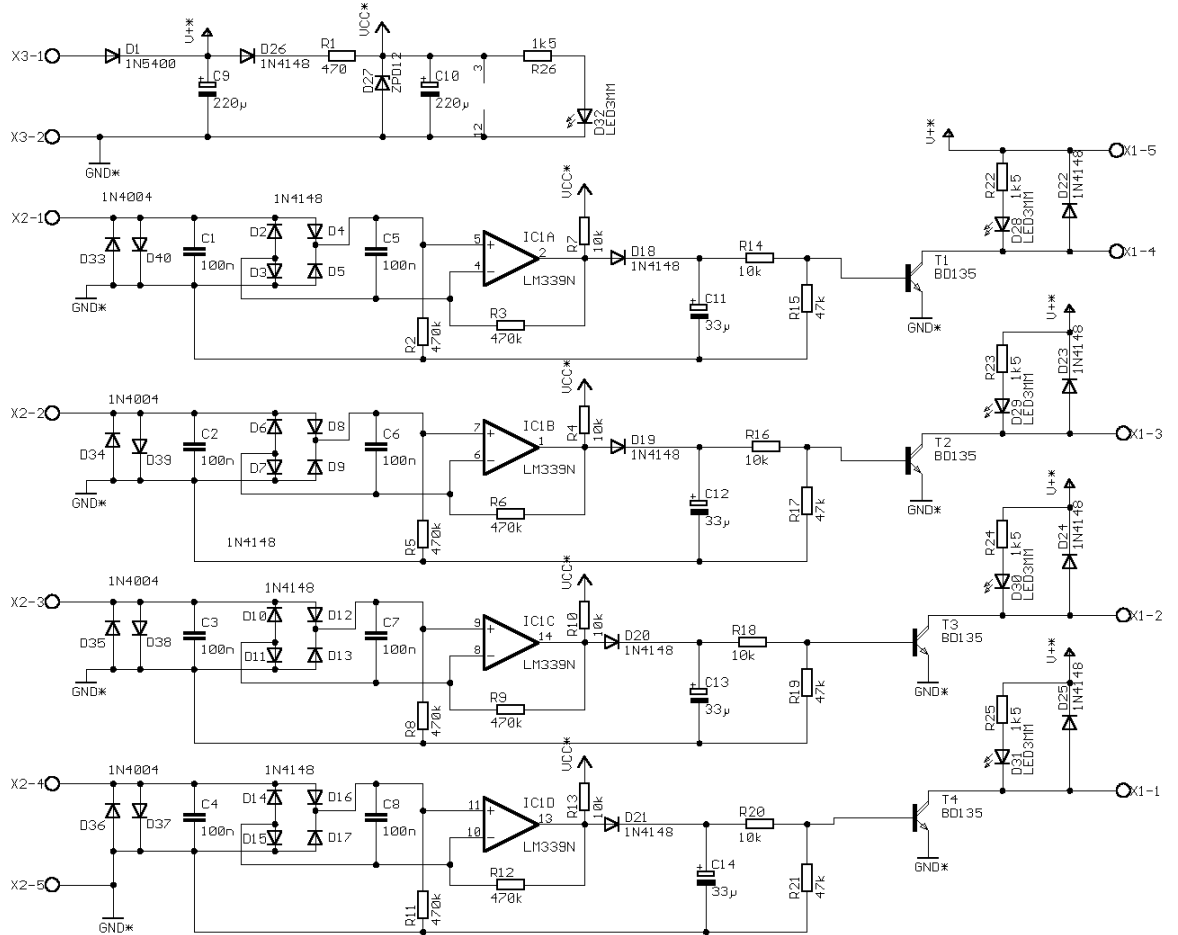 V+*
VCC*
X3-1
D1
1N5400
D26
1N4148
R1
470
3
1k5
R26
C9
+
220µ
D27
ZPD12
C10
+
220µ
12
D32
LED3MM
X3-2
GND*
V+*
X1-5
1N4004
1N4148
VCC*
R22
1k5
D22
1N4148
X2-1
D33
D40
C1
100n
D2
D4
D3
D5
C5
100n
5
+
4
−
IC1A
2
LM339N
R7
10k
D18
1N4148
R14
10k
D28
LED3MM
X1-4
T1
BD135
GND*
GND*
R2
470k
R3
470k
C11
+
33µ
R15
47k
V+*
1N4004
VCC*
R23
1k5
D23
1N4148
X2-2
D34
D39
C2
100n
D6
D8
D7
D9
C6
100n
7
+
6
−
IC1B
1
LM339N
R4
10k
D19
1N4148
R16
10k
D29
LED3MM
X1-3
T2
BD135
GND*
GND*
1N4148
R5
470k
R6
470k
C12
+
33µ
R17
47k
V+*
1N4004
1N4148
VCC*
R24
1k5
D24
1N4148
X2-3
D35
D38
C3
100n
D10
D12
D11
D13
C7
100n
9
+
8
−
IC1C
14
LM339N
R10
10k
D20
1N4148
R18
10k
D30
LED3MM
X1-2
T3
BD135
GND*
GND*
R8
470k
R9
470k
C13
+
33µ
R19
47k
V+*
1N4004
1N4148
VCC*
R25
1k5
D25
1N4148
X2-4
D36
D37
C4
100n
D14
D16
D15
D17
C8
100n
11
+
10
−
IC1D
13
LM339N
R13
10k
D21
1N4148
R20
10k
D31
LED3MM
X1-1
T4
BD135
GND*
X2-5
GND*
R11
470k
R12
470k
C14
+
33µ
R21
47k